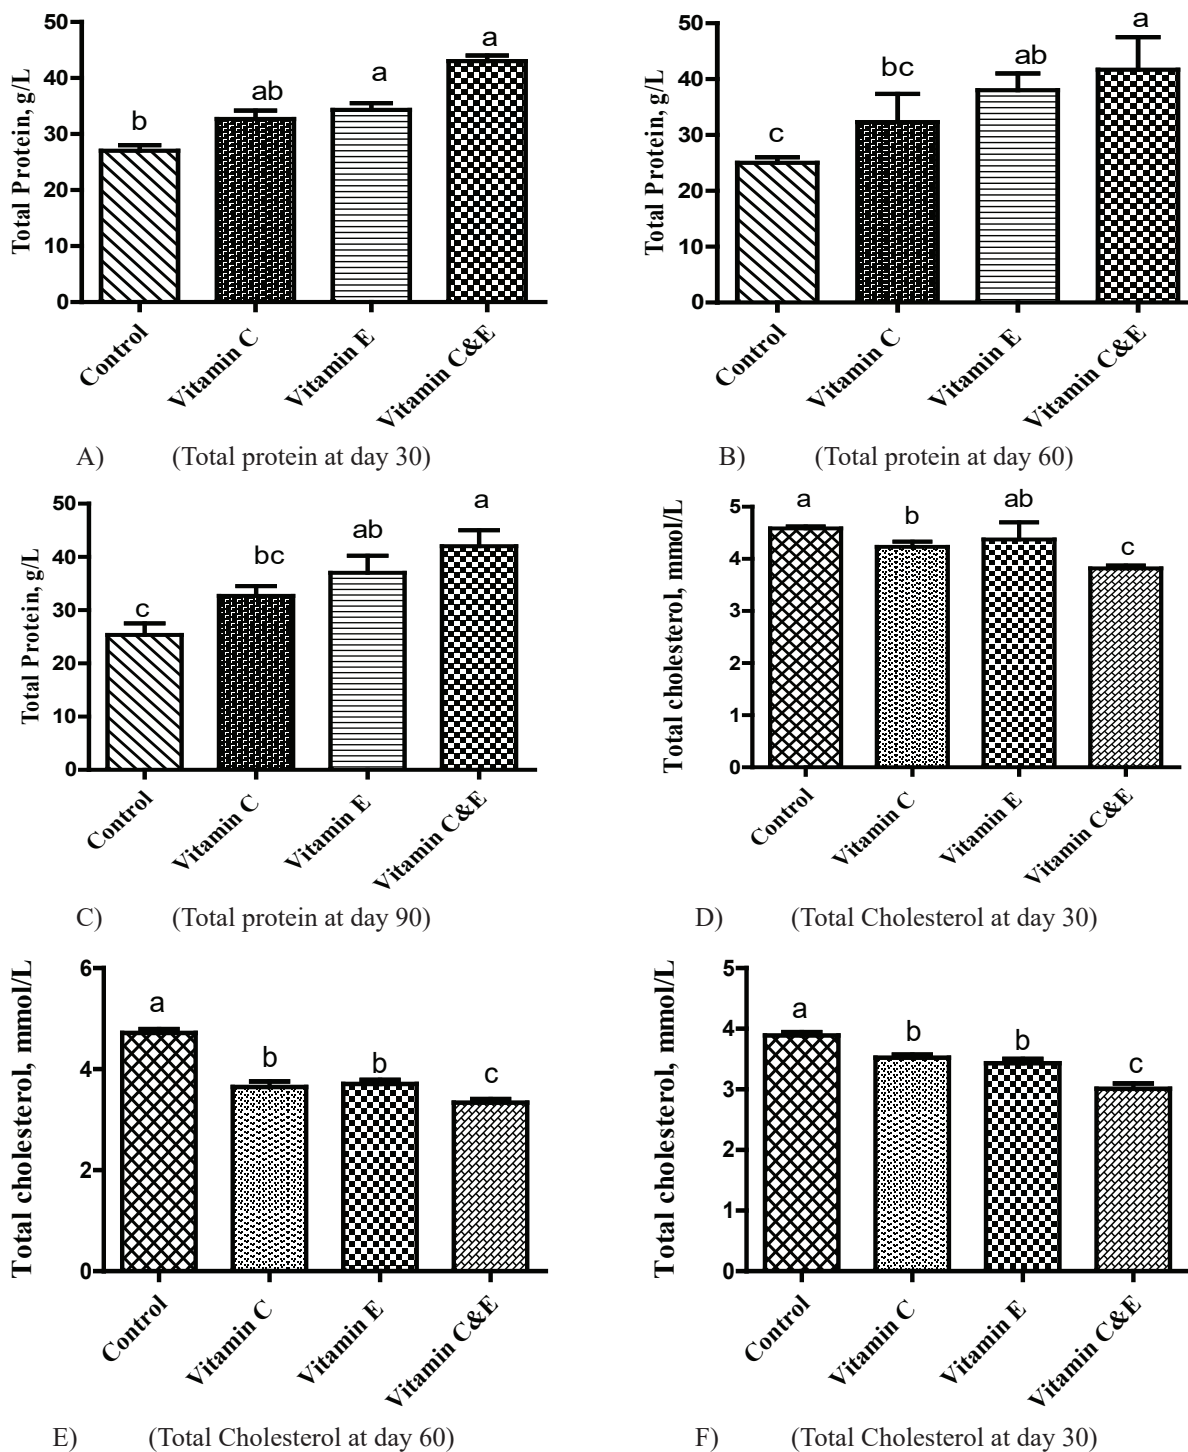 50
40
30
20
10
0
Total Protein, g/L
b
ab
a
a
Control
Vitamin C
Vitamin E
Vitamin C&E
A) (Total protein at day 30)
50
40
30
20
10
0
Total Protein, g/L
c
bc
ab
a
Control
Vitamin C
Vitamin E
Vitamin C&E
B) (Total protein at day 60)
50
40
30
20
10
0
Total Protein, g/L
c
bc
ab
a
Control
Vitamin C
Vitamin E
Vitamin C&E
C) (Total protein at day 90)
5
4
3
2
1
0
Total cholesterol, mmol/L
a
b
ab
c
Control
Vitamin C
Vitamin E
Vitamin C&E
D) (Total Cholesterol at day 30)
6
4
2
0
Total cholesterol, mmol/L
a
b
b
c
Control
Vitamin C
Vitamin E
Vitamin C&E
E) (Total Cholesterol at day 60)
5
4
3
2
1
0
Total cholesterol, mmol/L
a
b
b
c
Control
Vitamin C
Vitamin E
Vitamin C&E
F) (Total Cholesterol at day 30)